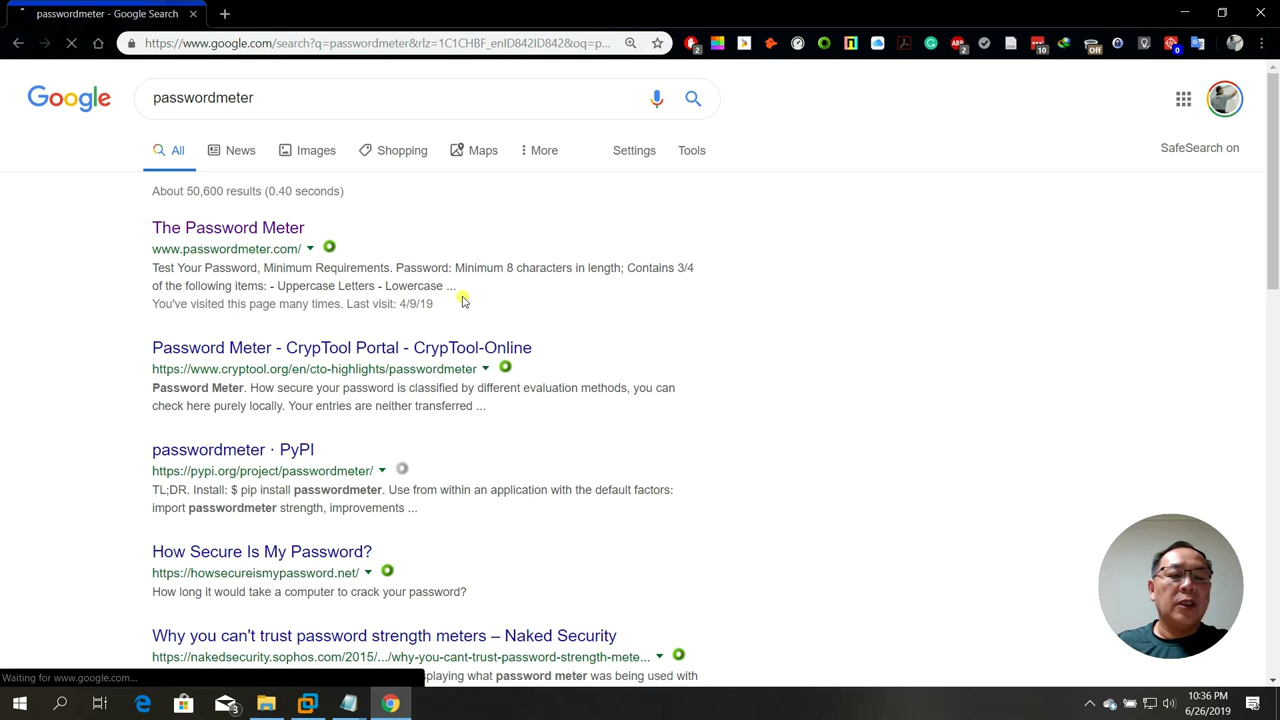 passwordmeter - Google Search
https://www.google.com/search?q=passwordmeter&rlz=1C1CHBF_enID842ID842&oq=p...
Google
passwordmeter
All
News
Images
Shopping
Maps
More
Settings
Tools
SafeSearch on
About 50,600 results (0.40 seconds)
The Password Meter
www.passwordmeter.com/
Test Your Password, Minimum Requirements. Password: Minimum 8 characters in length; Contains 3/4
of the following items: - Uppercase Letters - Lowercase ...
You've visited this page many times. Last visit: 4/9/19
Password Meter - CrypTool Portal - CrypTool-Online
https://www.cryptool.org/en/cto-highlights/passwordmeter
Password Meter. How secure your password is classified by different evaluation methods, you can
check here purely locally. Your entries are neither transferred ...
passwordmeter · PyPI
https://pypi.org/project/passwordmeter/
TL;DR. Install: $ pip install passwordmeter. Use from within an application with the default factors:
import passwordmeter strength, improvements ...
How Secure Is My Password?
https://howsecureismypassword.net/
How long it would take a computer to crack your password?
Why you can't trust password strength meters – Naked Security
https://nakedsecurity.sophos.com/2015/.../why-you-cant-trust-password-strength-mete...
splaying what password meter was being used with
Waiting for www.google.com...
3
10:36 PM
6/26/2019